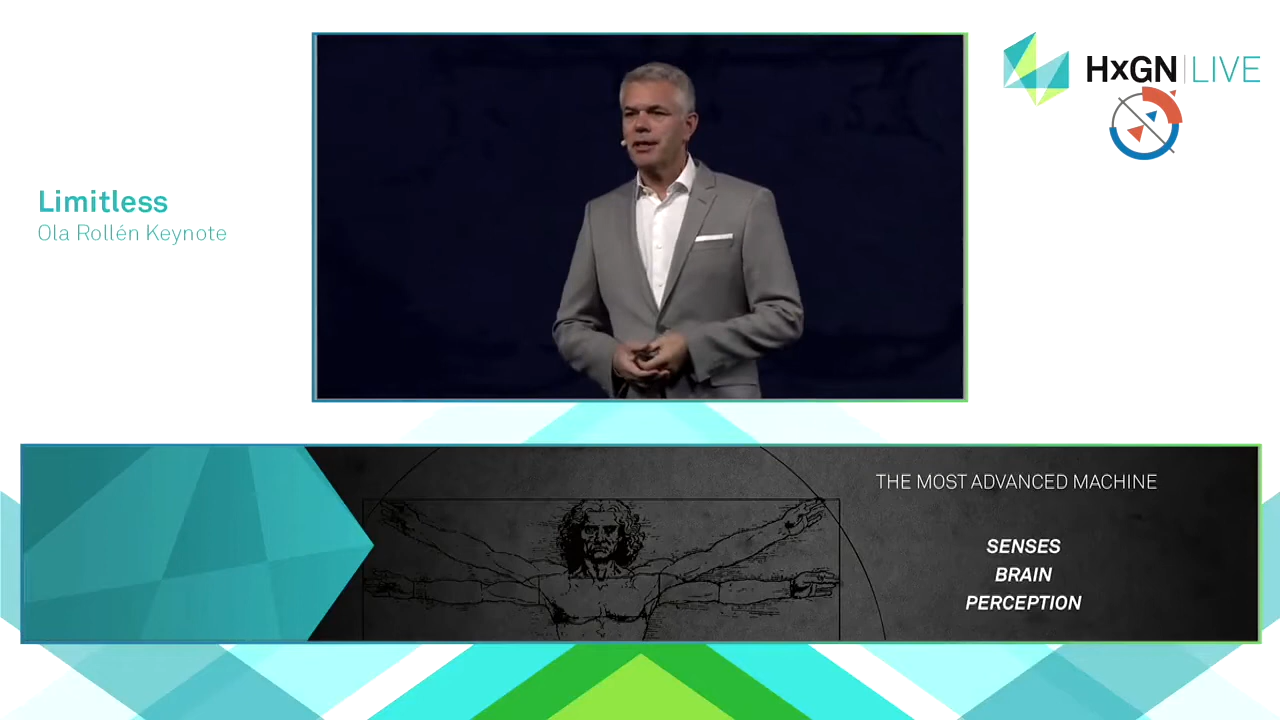 HxGN LIVE
Limitless
Ola Rollén Keynote
THE MOST ADVANCED MACHINE
SENSES
BRAIN
PERCEPTION